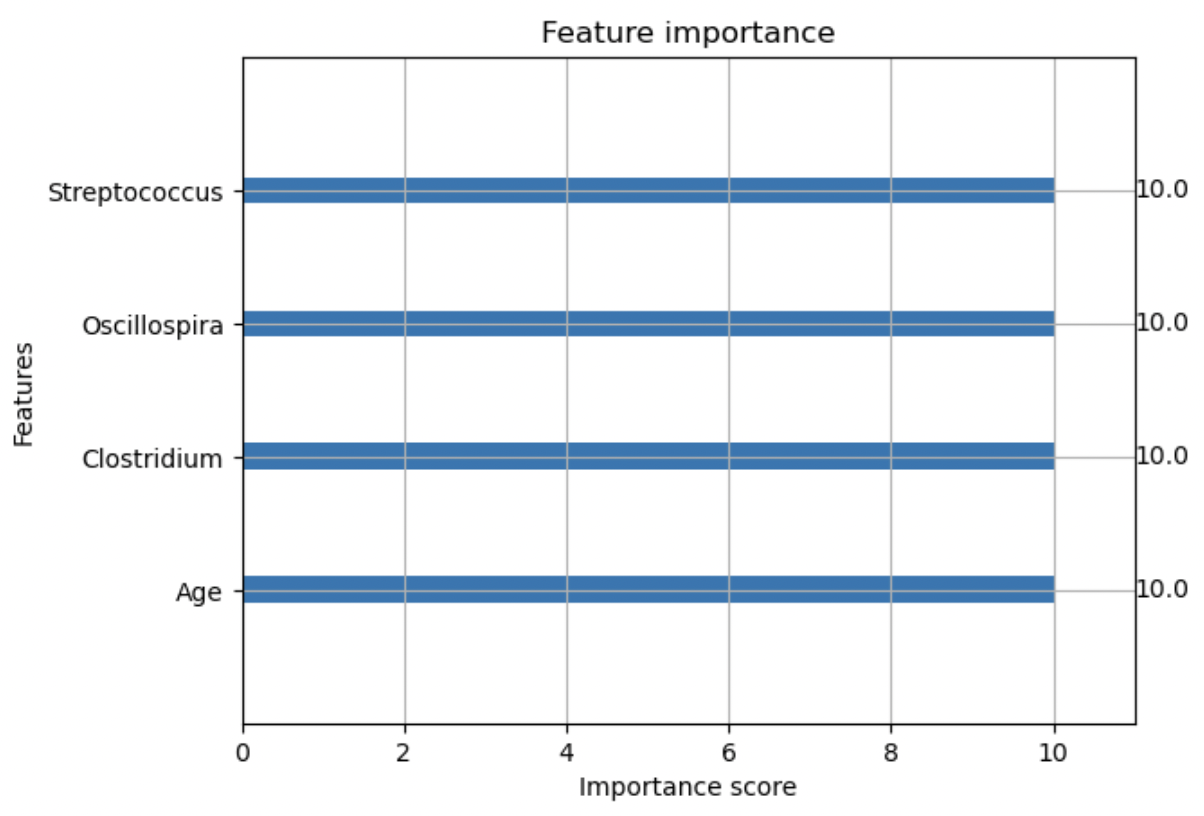 Feature importance
Streptococcus 10.0
Oscillospira 10.0
Clostridium 10.0
Age 10.0
Features
0 2 4 6 8 10
Importance score